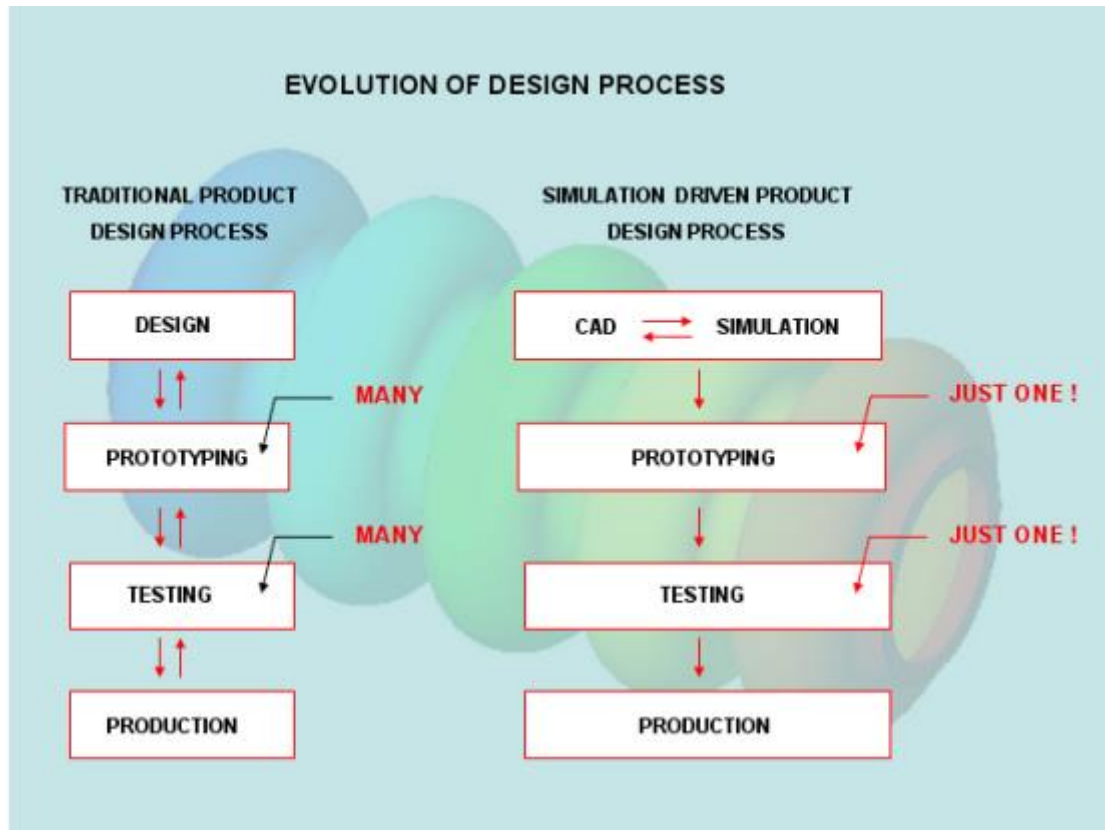 EVOLUTION OF DESIGN PROCESS
TRADITIONAL PRODUCT
DESIGN PROCESS
DESIGN
MANY
PROTOTYPING
MANY
TESTING
PRODUCTION
SIMULATION DRIVEN PRODUCT
DESIGN PROCESS
CAD SIMULATION
JUST ONE !
PROTOTYPING
JUST ONE !
TESTING
PRODUCTION